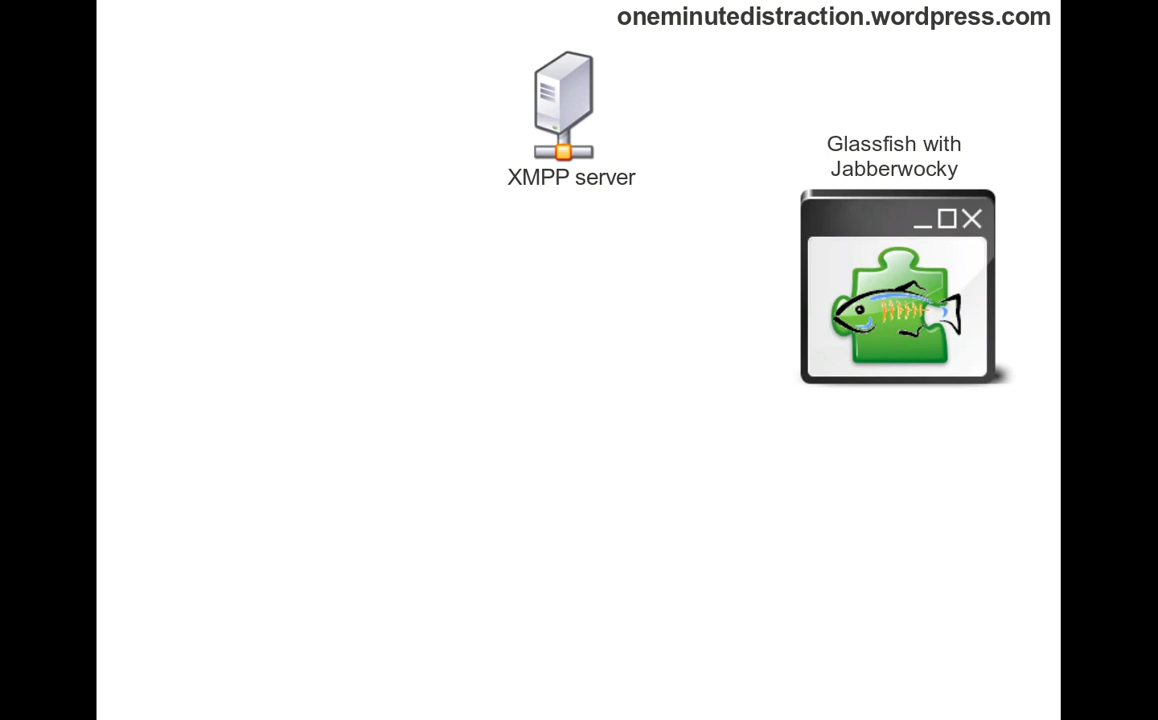 oneminutedistraction.wordpress.com
XMPP server
Glassfish with
Jabberwocky